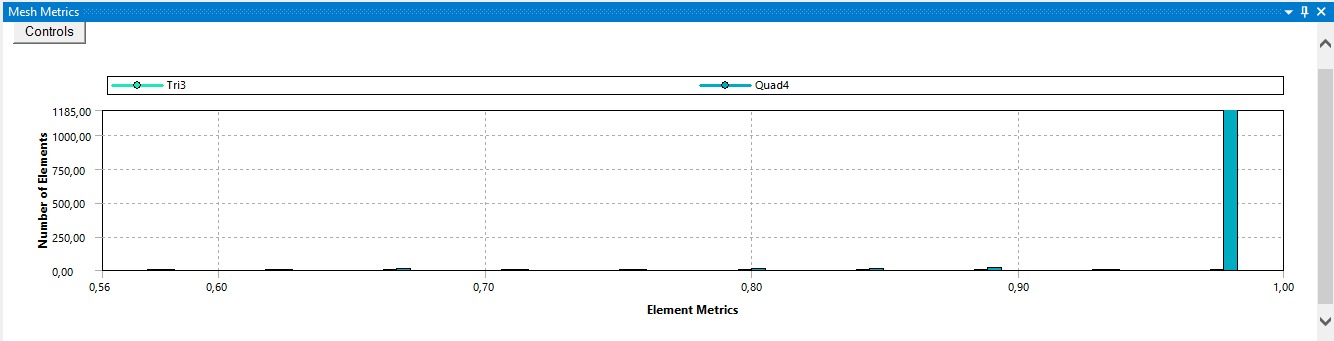 Mesh Metrics
Controls
Tri3 Quad4
1185,00
1000,00
750,00
500,00
250,00
0,00
Number of Elements
0,56 0,60 0,70 0,80 0,90 1,00
Element Metrics